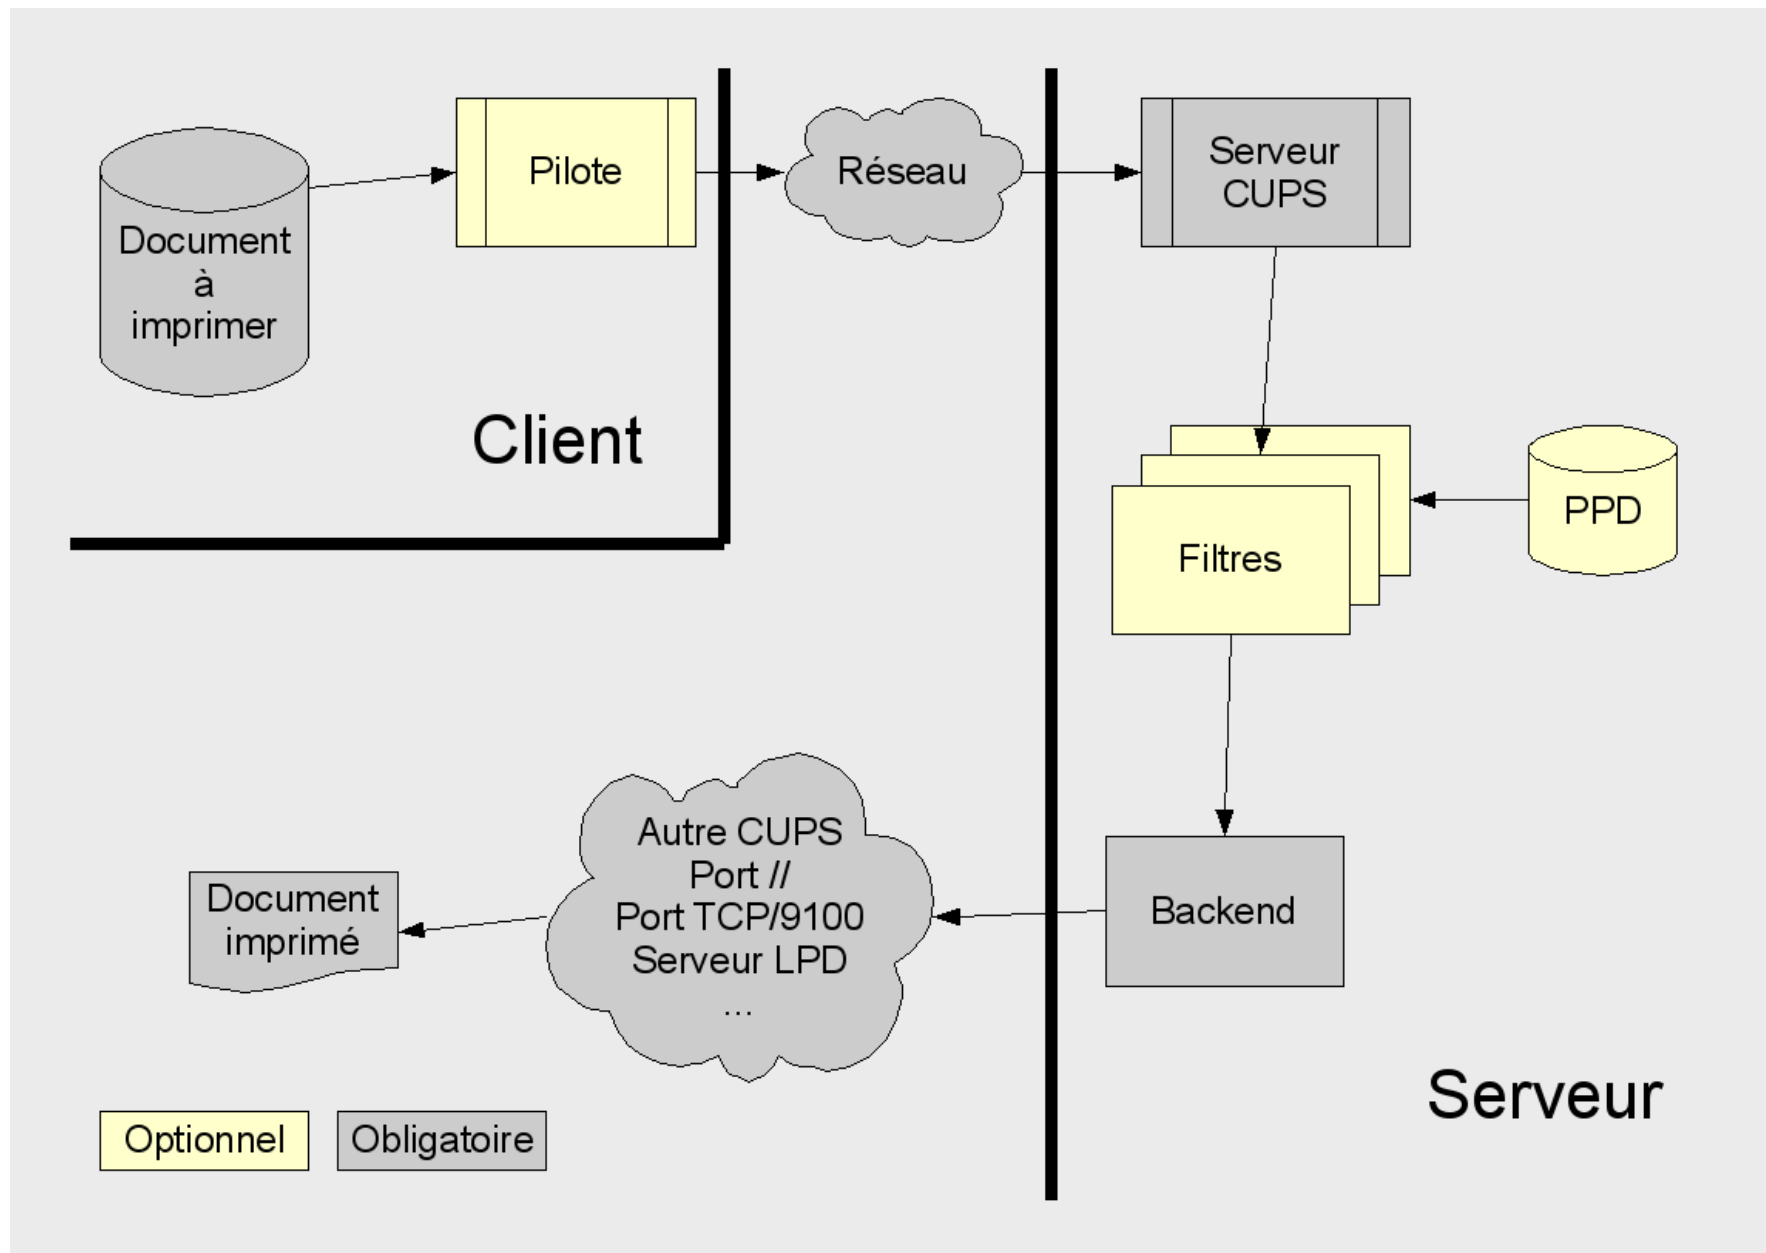 Document
à
imprimer
Pilote
Réseau
Serveur
CUPS
Client
Filtres
PPD
Backend
Autre CUPS
Port //
Port TCP/9100
Serveur LPD
...
Document
imprimé
Serveur
Optionnel
Obligatoire